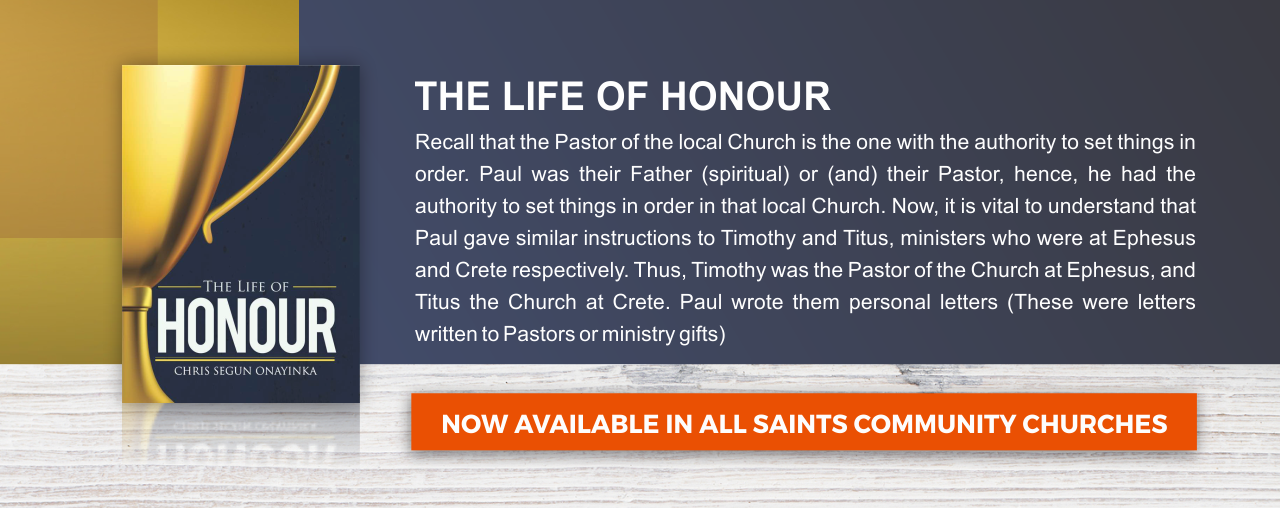 THE LIFE OF HONOUR
Recall that the Pastor of the local Church is the one with the authority to set things in
order. Paul was their Father (spiritual) or (and) their Pastor, hence, he had the
authority to set things in order in that local Church. Now, it is vital to understand that
Paul gave similar instructions to Timothy and Titus, ministers who were at Ephesus
and Crete respectively. Thus, Timothy was the Pastor of the Church at Ephesus, and
Titus the Church at Crete. Paul wrote them personal letters (These were letters
written to Pastors or ministry gifts)
THE LIFE OF
HONOUR
CHRIS SEGUN ONAYINKA
NOW AVAILABLE IN ALL SAINTS COMMUNITY CHURCHES